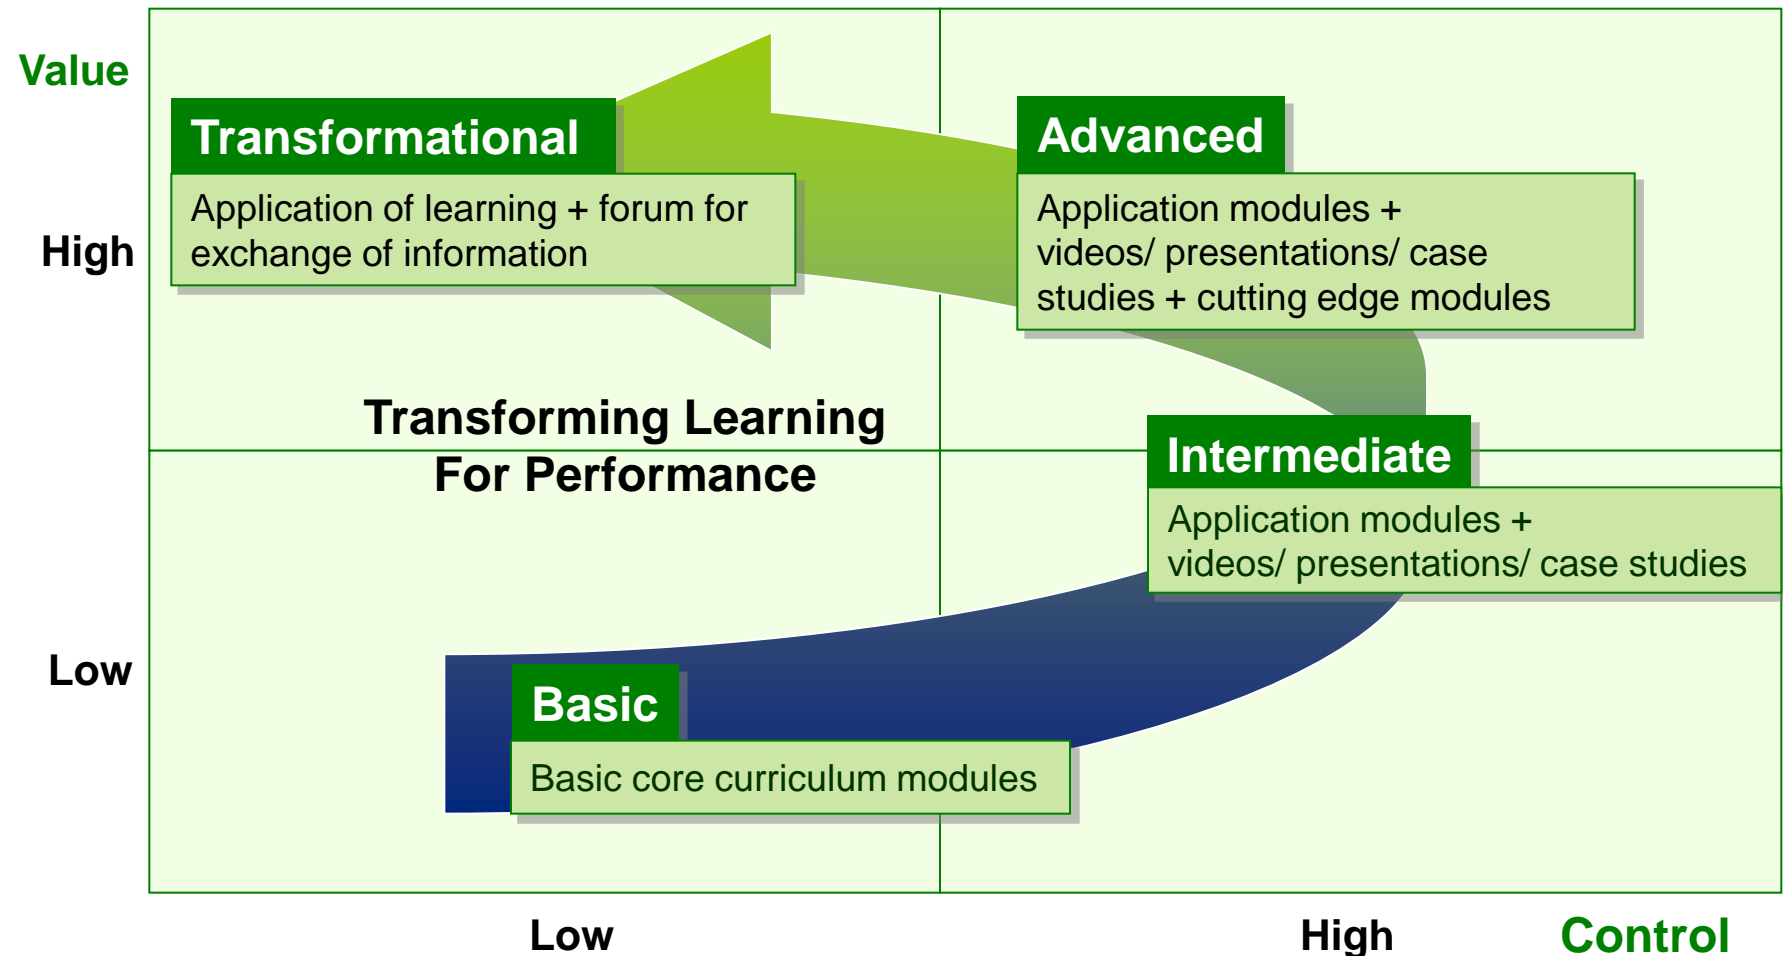 Value
Transformational
Application of learning + forum for
exchange of information
Advanced
Application modules +
videos/ presentations/ case
studies + cutting edge modules
High
Transforming Learning
For Performance
Intermediate
Application modules +
videos/ presentations/ case studies
Low
Basic
Basic core curriculum modules
Low
High
Control